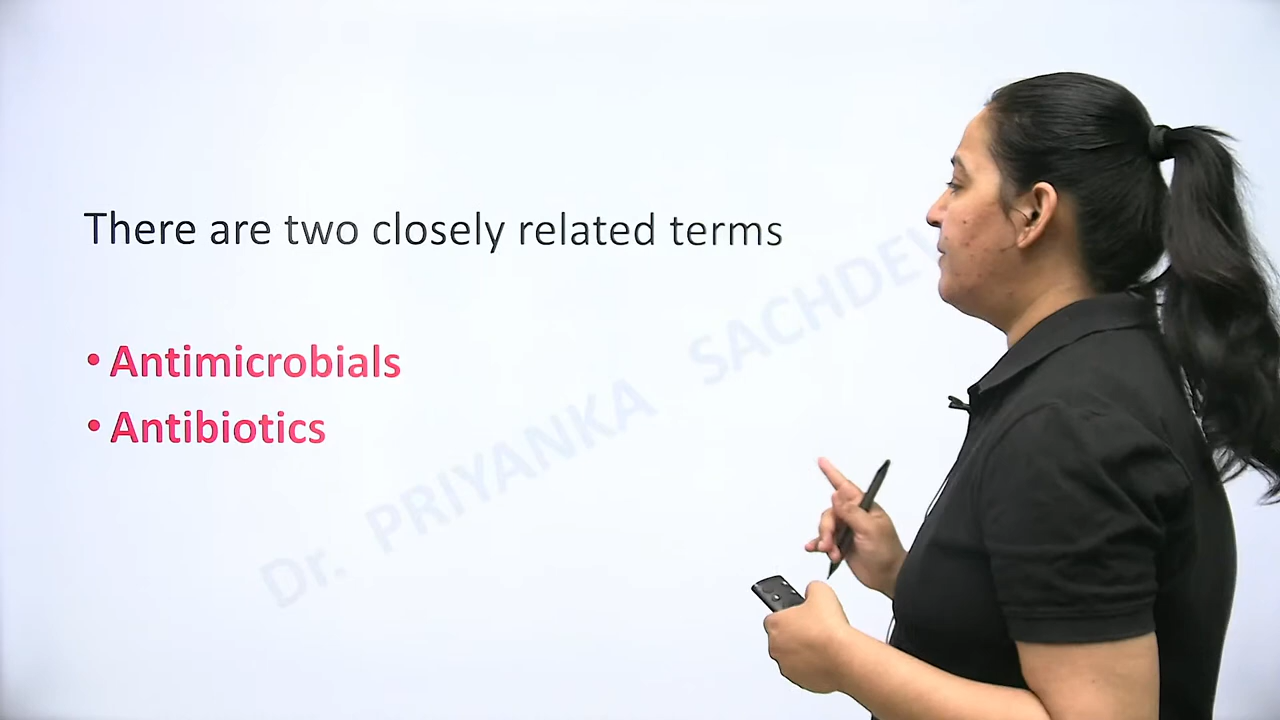 There are two closely related terms
• Antimicrobials
• Antibiotics
Dr. PRIYANKA SACHDEV